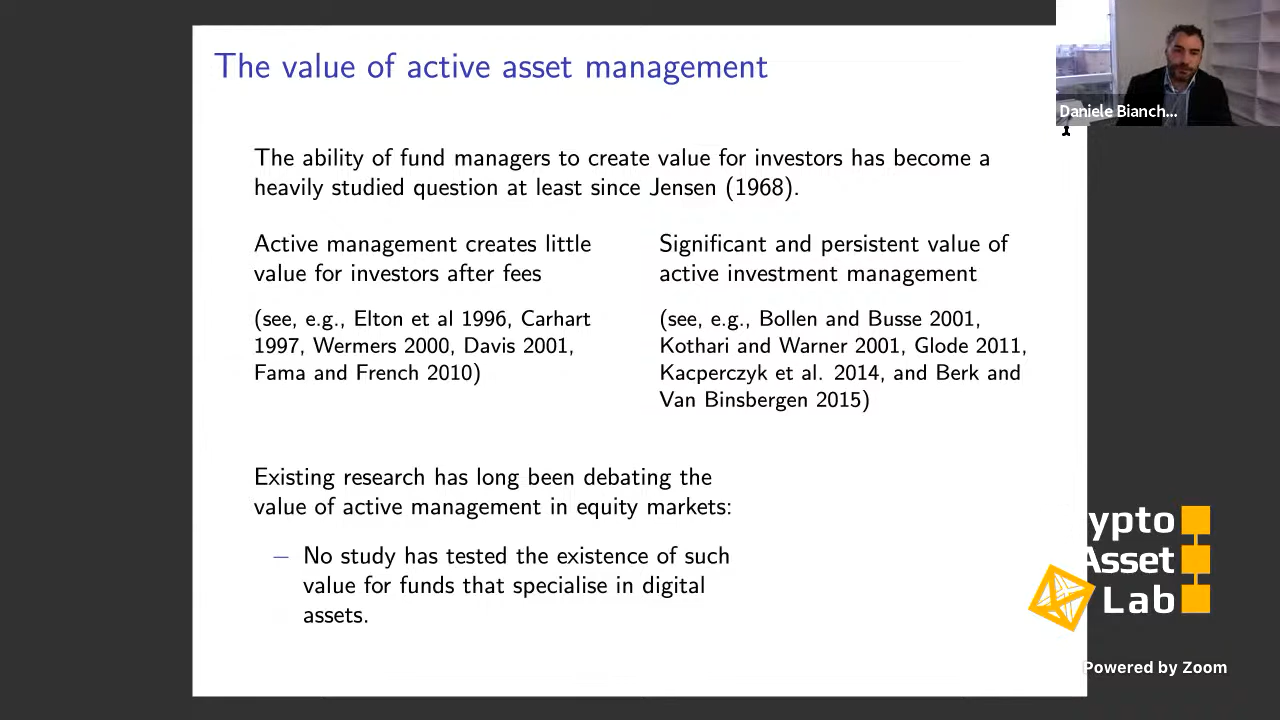 The value of active asset management
Daniele Bianch...
The ability of fund managers to create value for investors has become a
heavily studied question at least since Jensen (1968).
Active management creates little
value for investors after fees
(see, e.g., Elton et al 1996, Carhart
1997, Wermers 2000, Davis 2001,
Fama and French 2010)
Significant and persistent value of
active investment management
(see, e.g., Bollen and Busse 2001,
Kothari and Warner 2001, Glode 2011,
Kacperczyk et al. 2014, and Berk and
Van Binsbergen 2015)
Existing research has long been debating the
value of active management in equity markets:
– No study has tested the existence of such
value for funds that specialise in digital
assets.
ypto
Asset
Lab
Powered by Zoom